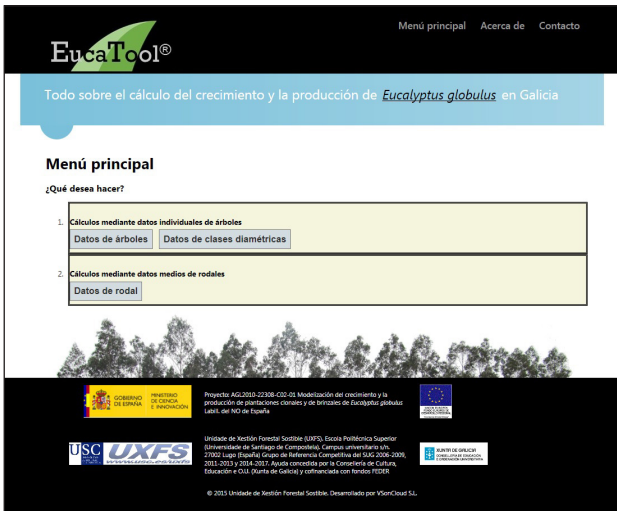 Menú principal Acerca de Contacto
EucaTool®
Todo sobre el cálculo del crecimiento y la producción de Eucalyptus globulus en Galicia
Menú principal
¿Qué desea hacer?
1. Cálculos mediante datos individuales de árboles
Datos de árboles Datos de clases diamétricas
2. Cálculos mediante datos medios de rodales
Datos de rodal
GOBIERNO DE ESPAÑA
MINISTERIO DE CIENCIA E INNOVACIÓN
Proyecto: AGL2010-22308-C02-01 Modelización del crecimiento y la
producción de plantaciones clonales y de brinzales de Eucalyptus globulus
Labill. del NO de España
USC UXFS
www.usc.es/uxfs
Unidade de Xestión Forestal Sostible (UXFS). Escola Politécnica Superior
(Universidade de Santiago de Compostela). Campus universitario s/n.
27002 Lugo (España) Grupo de Referencia Competitiva del SUG 2006-2009,
2011-2013 y 2014-2017. Ayuda concedida por la Consellería de Cultura,
Educación e O.U. (Xunta de Galicia) y cofinanciada con fondos FEDER
XUNTA DE GALICIA
© 2015 Unidade de Xestión Forestal Sostible. Desarrollado por VSonCloud S.L.